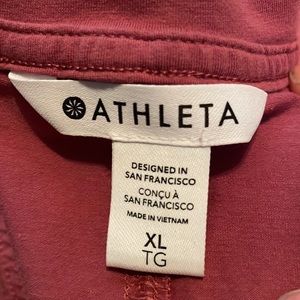 ATHLETA
DESIGNED IN
SAN FRANCISCO
CONÇU À
SAN FRANCISCO
MADE IN VIETNAM
XL
TG